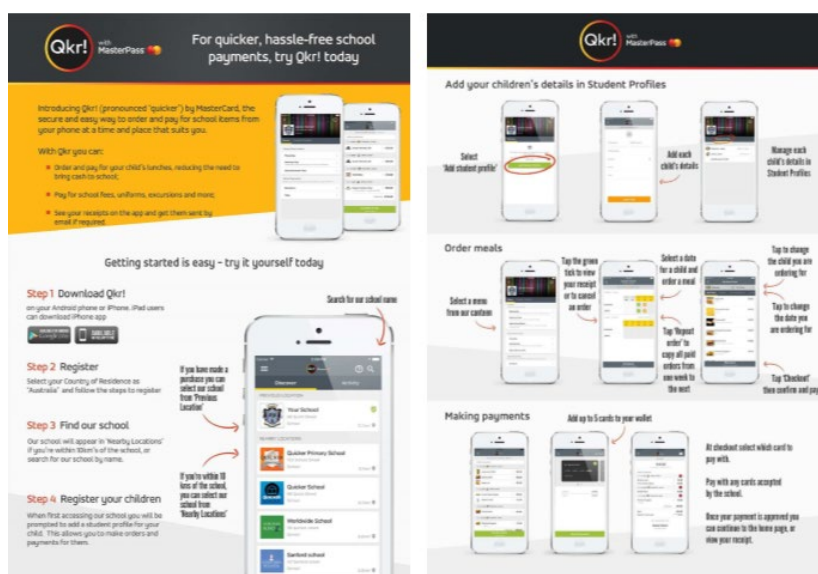 Qkr!
with
MasterPass
For quicker, hassle-free school
payments, try Qkr! today
Introducing Qkr! (pronounced 'quicker') by MasterCard, the
secure and easy way to order and pay for school items from
your phone at a time and place that suits you.
With Qkr you can:
Order and pay for your child's lunches, reducing the need to
bring cash to school;
Pay for school fees, uniforms, excursions and more;
See your receipts on the app and get them sent by
email if required.
Getting started is easy - try it yourself today
Step 1 Download Qkr!
on your Android phone or iPhone. iPad users
can download iPhone app
Step 2 Register
Select your Country of Residence as
"Australia" and follow the steps to register
Step 3 Find our school
Our school will appear in 'Nearby Locations'
if you're within 10km's of the school, or
search for our school by name.
Step 4 Register your children
When first accessing our school you will be
prompted to add a student profile for your
child. This allows you to make orders and
payments for them.
Search for our school name
If you have made a
purchase you can
select our school
from 'Previous
Location'
If you're within 10
kms of the school,
you can select our
school from
'Nearby Locations'
Discover
Activity
PREVIOUS LOCATION
Your School
NEARBY LOCATIONS
Quicker Primary School
Quicker School
Worldwide School
Sanford school
Qkr!
with
MasterPass
Add your children's details in Student Profiles
Select
'Add student profile'
Add each
child's details
Manage each
child's details in
Student Profiles
Order meals
Select a menu
from our canteen
Tap the green
tick to view
your receipt
or to cancel
an order
Select a date
for a child and
order a meal
Tap 'Repeat
order' to
copy all paid
orders from
one week to
the next
Tap to change
the child you are
ordering for
Tap to change
the date you
are ordering for
Tap 'Checkout'
then confirm and pay
Making payments
Add up to 5 cards to your wallet
At checkout select which card to
pay with.
Pay with any cards accepted
by the school.
Once your payment is approved you
can continue to the home page, or
view your receipt.